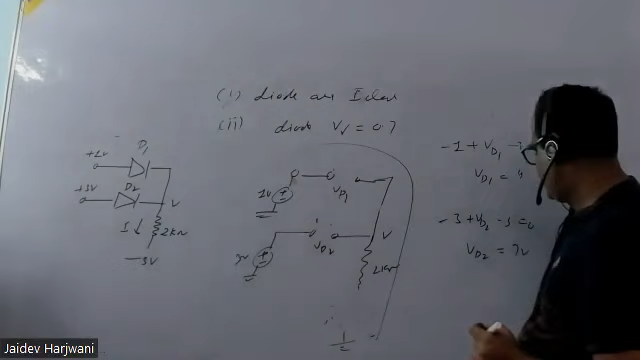 (i) diode are Ideal
(ii) diode Vγ = 0.7
+1V D1
+3V D2
V
I ↓ 2kΩ
-3V
1V VD1
3V VD2
2kΩ
-1 + VD1 -
VD1 = 4
-3 + VD2 - 3 = 0
VD2 = 7V
Jaidev Harjwani